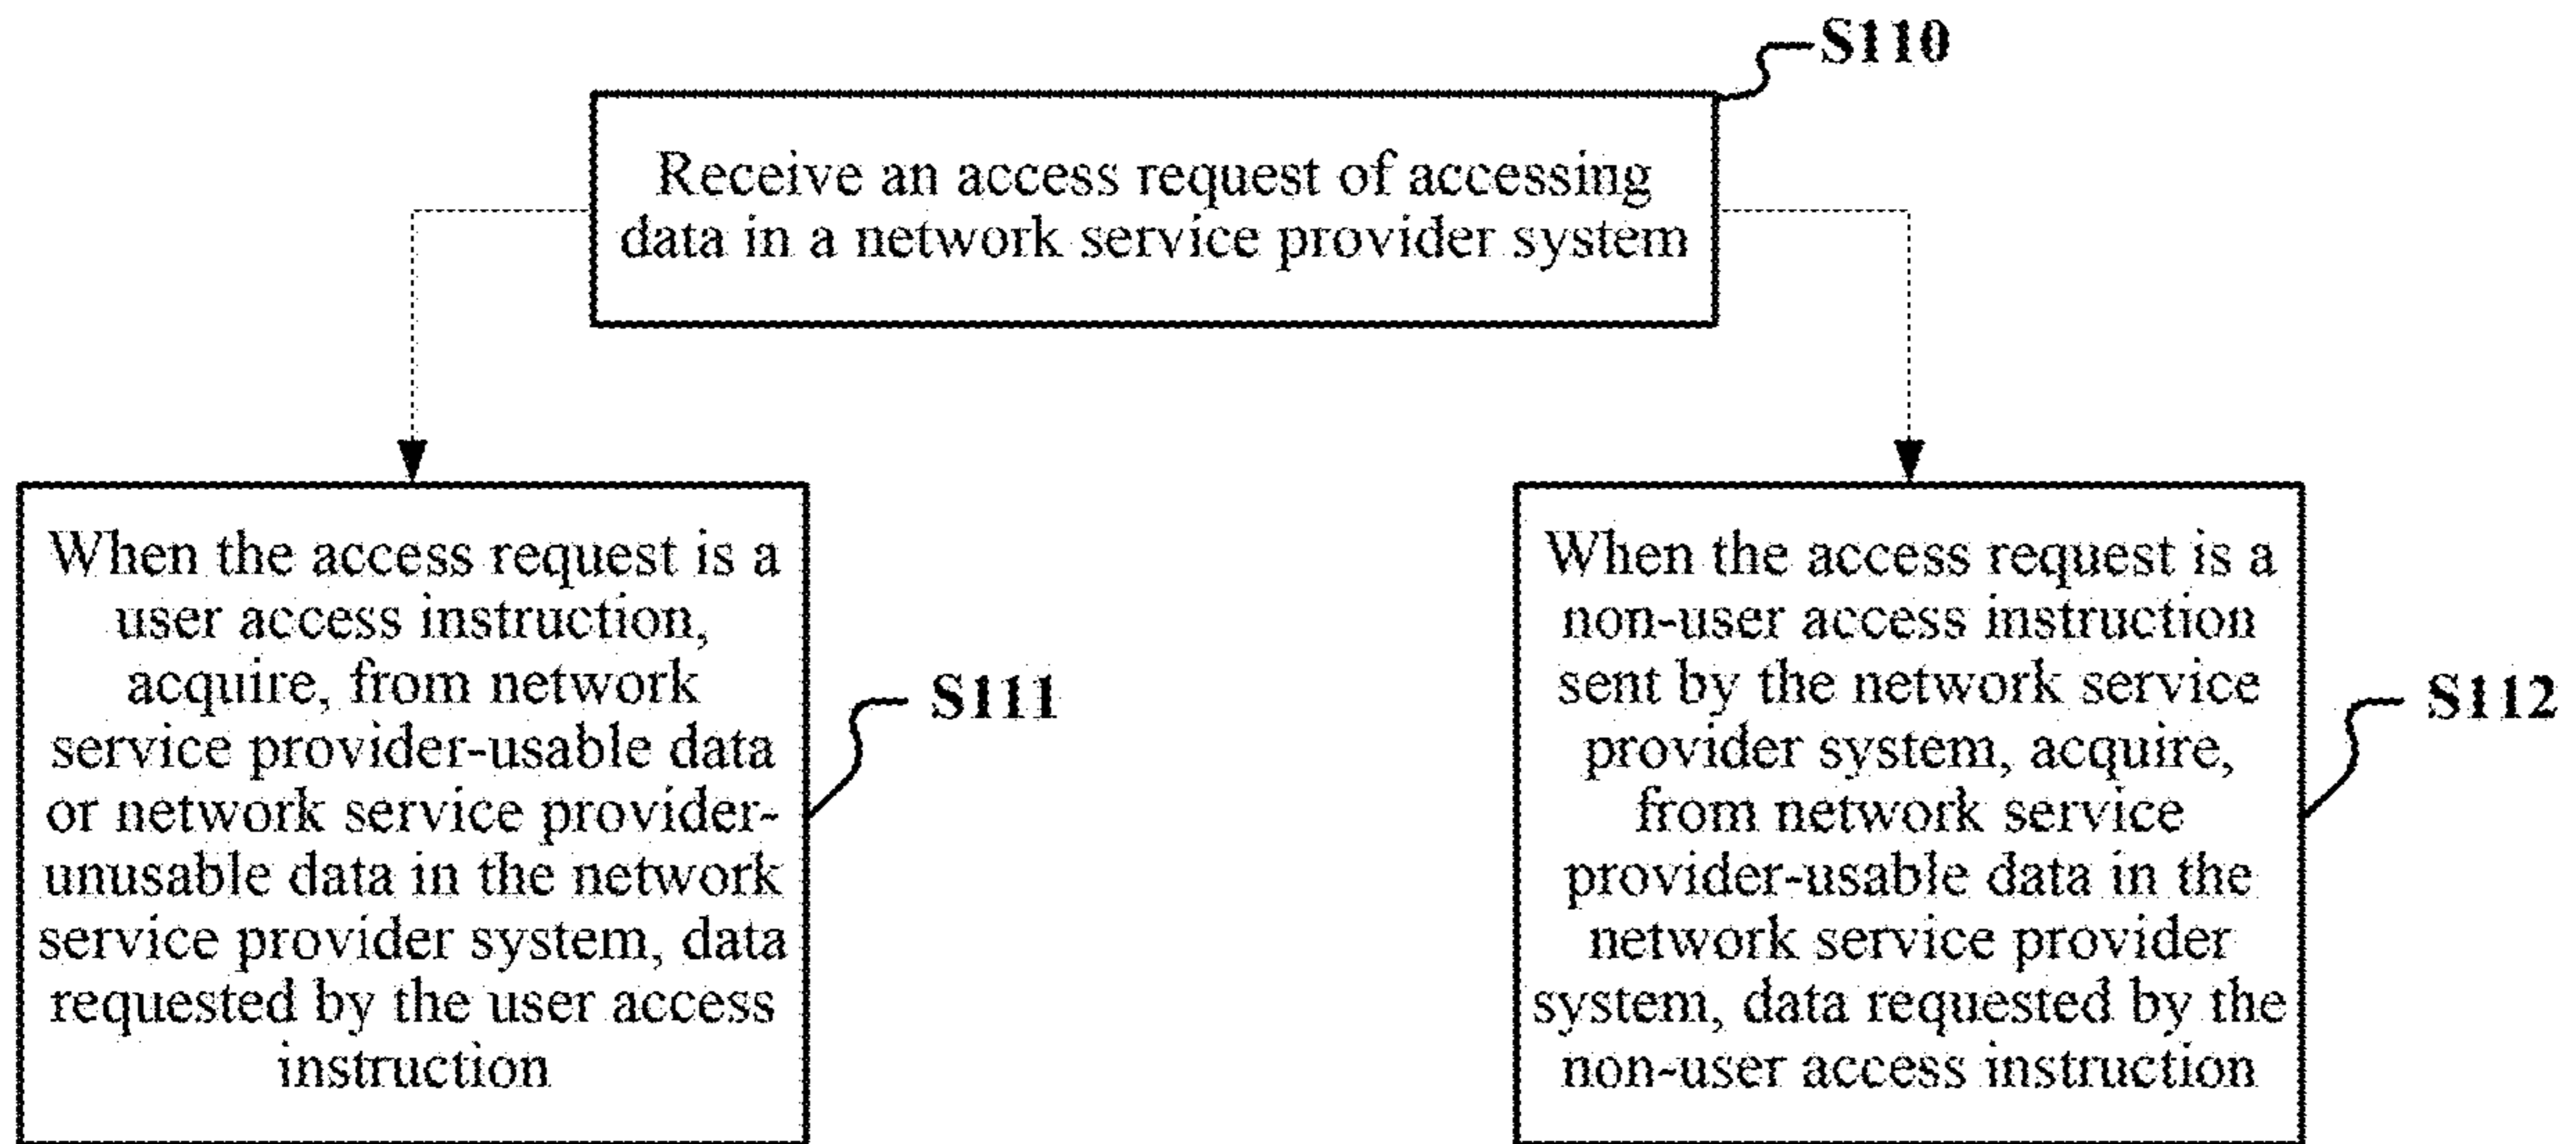 S110
Receive an access request of accessing
data in a network service provider system
When the access request is a
user access instruction,
acquire, from network
service provider-usable data
or network service provider-
unusable data in the network
service provider system, data
requested by the user access
instruction
S111
When the access request is a
non-user access instruction
sent by the network service
provider system, acquire,
from network service
provider-usable data in the
network service provider
system, data requested by the
non-user access instruction
S112